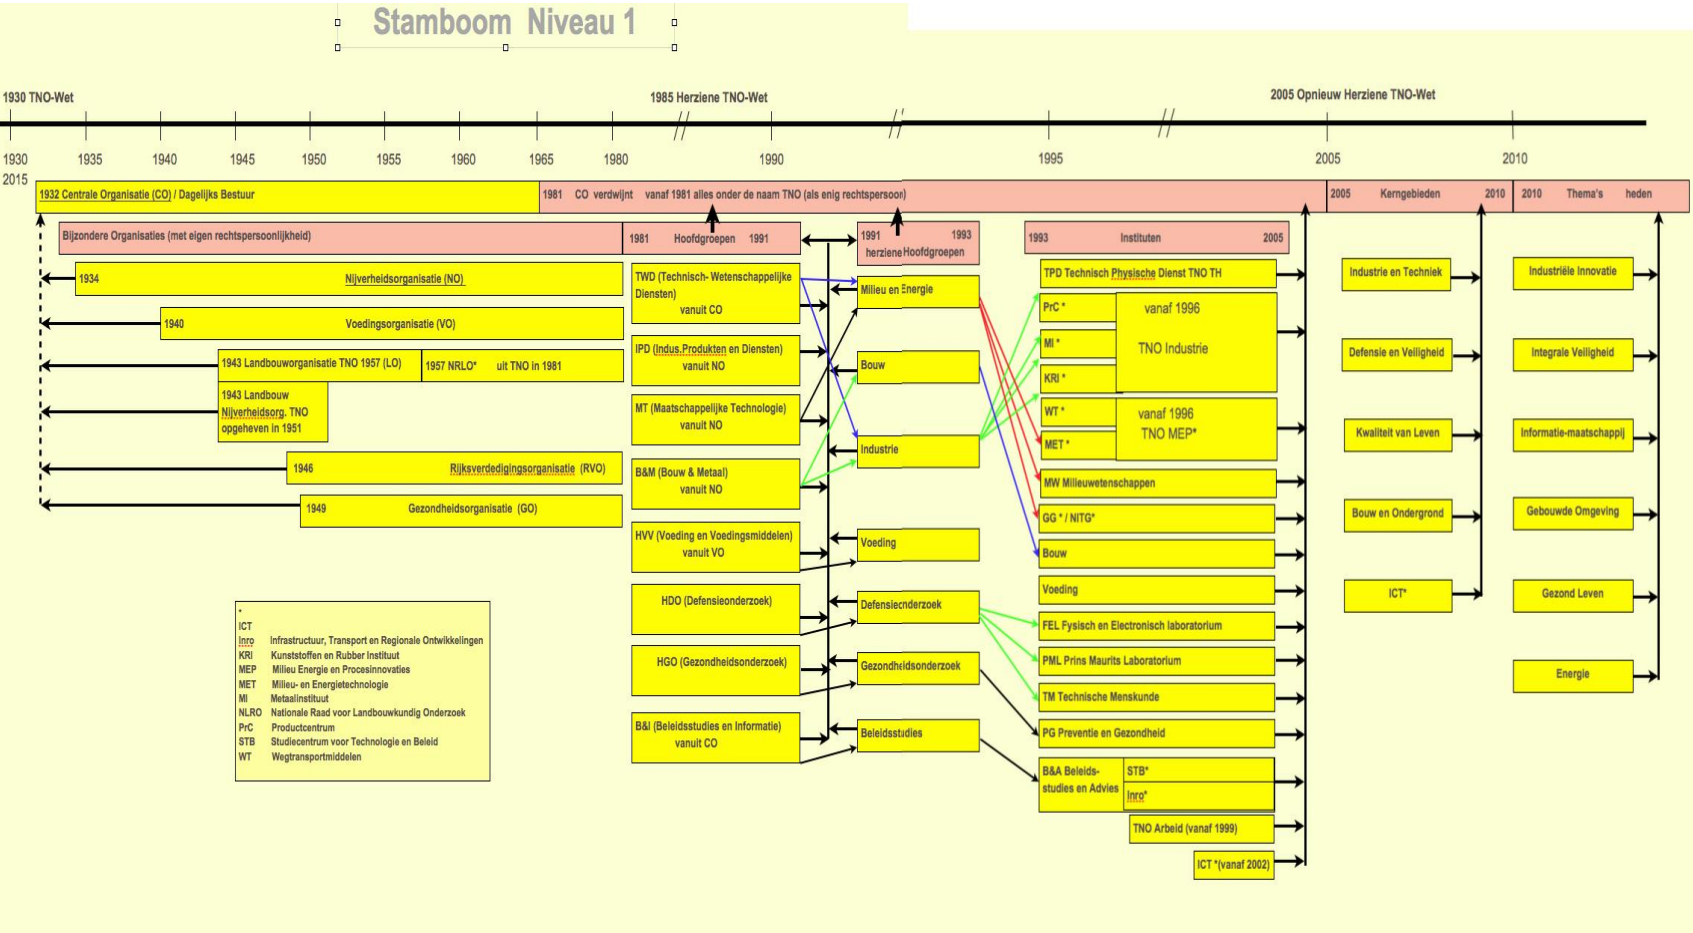 Stamboom Niveau 1
1930 TNO-Wet
1985 Herziene TNO-Wet
2005 Opnieuw Herziene TNO-Wet
1930 1935 1940 1945 1950 1955 1960 1965 1980 1990 1995 2005 2010
2015
1932 Centrale Organisatie (CO) / Dagelijks Bestuur
1981 CO verdwijnt vanaf 1981 alles onder de naam TNO (als enig rechtspersoon)
2005 Kerngebieden 2010
2010 Thema's heden
Bijzondere Organisaties (met eigen rechtspersoonlijkheid)
1981 Hoofdgroepen 1991
1991 1993
herziene Hoofdgroepen
1993 Instituten 2005
1934 Nijverheidsorganisatie (NO)
1940 Voedingsorganisatie (VO)
1943 Landbouworganisatie TNO 1957 (LO)
1957 NRLO* uit TNO in 1981
1943 Landbouw
Nijverheidsorg. TNO
opgeheven in 1951
1946 Rijksverdedigingsorganisatie (RVO)
1949 Gezondheidsorganisatie (GO)
TWD (Technisch- Wetenschappelijke
Diensten)
vanuit CO
IPD (Indus.Produkten en Diensten)
vanuit NO
MT (Maatschappelijke Technologie)
vanuit NO
B&M (Bouw & Metaal)
vanuit NO
HVV (Voeding en Voedingsmiddelen)
vanuit VO
HDO (Defensieonderzoek)
HGO (Gezondheidsonderzoek)
B&I (Beleidsstudies en Informatie)
vanuit CO
Milieu en Energie
Bouw
Industrie
Voeding
Defensieonderzoek
Gezondheidsonderzoek
Beleidsstudies
TPD Technisch Physische Dienst TNO TH
PrC *
MI *
KRI *
vanaf 1996
TNO Industrie
WT *
MET *
vanaf 1996
TNO MEP*
MW Milieuwetenschappen
GG * / NITG*
Bouw
Voeding
FEL Fysisch en Electronisch laboratorium
PML Prins Maurits Laboratorium
TM Technische Menskunde
PG Preventie en Gezondheid
B&A Beleids-
studies en Advies
STB*
Inro*
TNO Arbeid (vanaf 1999)
ICT *(vanaf 2002)
Industrie en Techniek
Defensie en Veiligheid
Kwaliteit van Leven
Bouw en Ondergrond
ICT*
Industriële Innovatie
Integrale Veiligheid
Informatie-maatschappij
Gebouwde Omgeving
Gezond Leven
Energie
*
ICT
Inro Infrastructuur, Transport en Regionale Ontwikkelingen
KRI Kunststoffen en Rubber Instituut
MEP Milieu Energie en Procesinnovaties
MET Milieu- en Energietechnologie
MI Metaalinstituut
NLRO Nationale Raad voor Landbouwkundig Onderzoek
PrC Productcentrum
STB Studiecentrum voor Technologie en Beleid
WT Wegtransportmiddelen